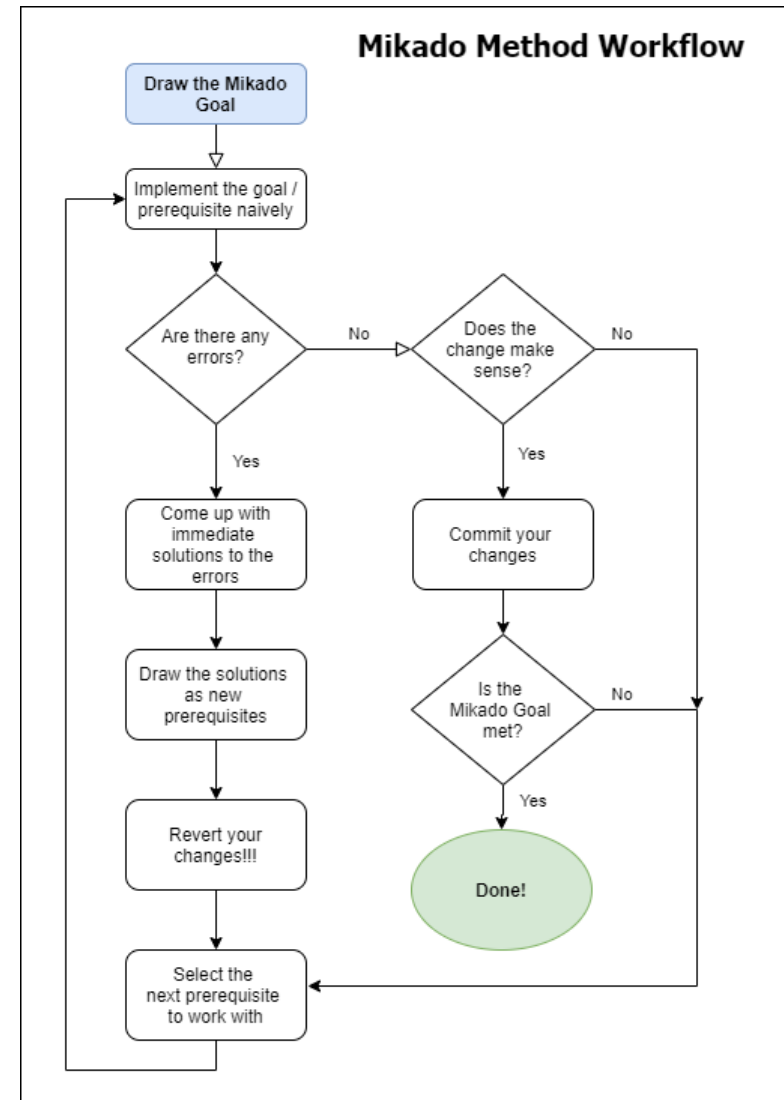 Mikado Method Workflow
Draw the Mikado
Goal
Implement the goal /
prerequisite naively
Are there any
errors?
No
Does the
change make
sense?
No
Yes
Yes
Come up with
immediate
solutions to the
errors
Commit your
changes
Draw the solutions
as new
prerequisites
Is the
Mikado Goal
met?
No
Yes
Revert your
changes!!!
Done!
Select the
next prerequisite
to work with